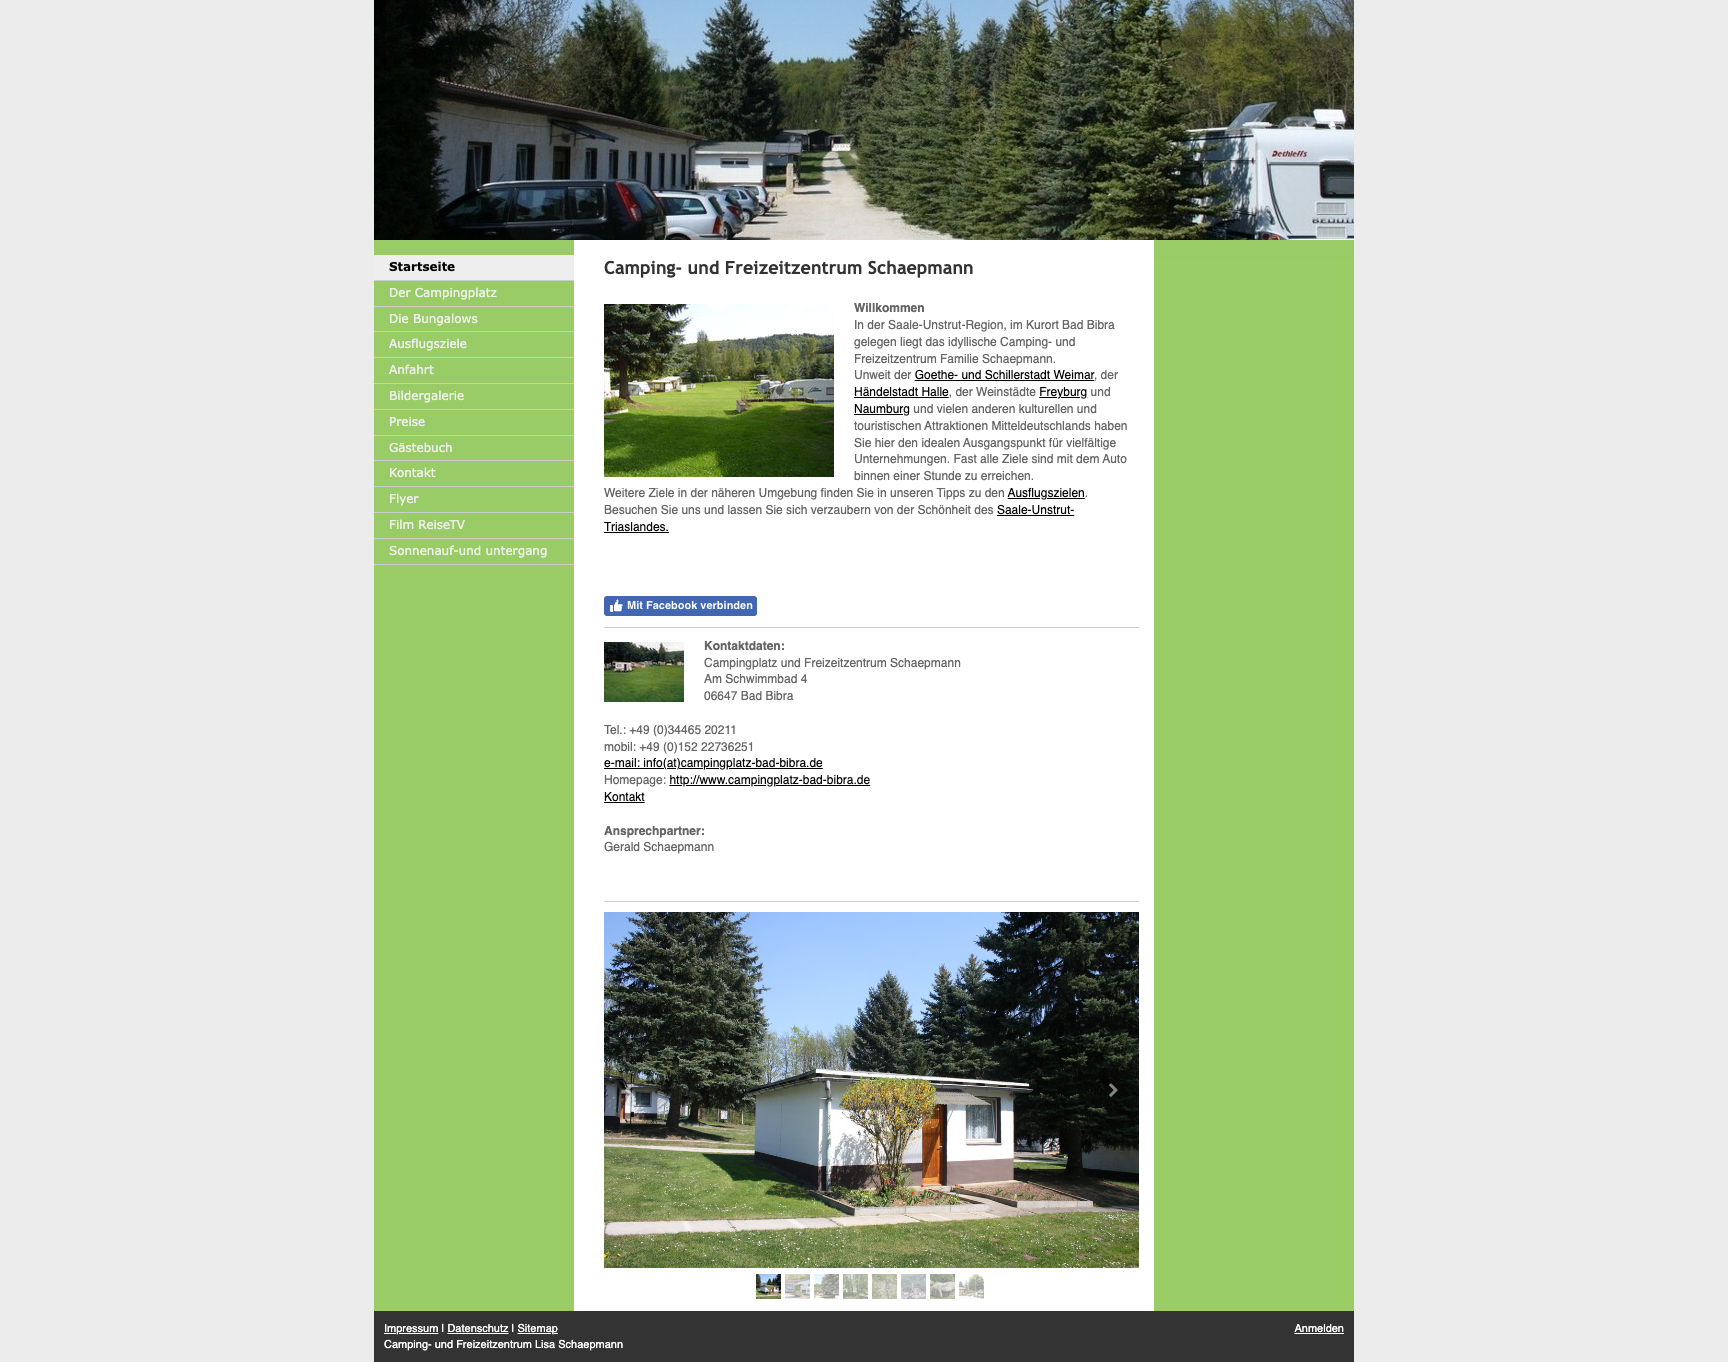 Dethleffs
Startseite
Der Campingplatz
Die Bungalows
Ausflugsziele
Anfahrt
Bildergalerie
Preise
Gästebuch
Kontakt
Flyer
Film ReiseTV
Sonnenauf-und untergang
Camping- und Freizeitzentrum Schaepmann
Willkommen
In der Saale-Unstrut-Region, im Kurort Bad Bibra
gelegen liegt das idyllische Camping- und
Freizeitzentrum Familie Schaepmann.
Unweit der Goethe- und Schillerstadt Weimar, der
Händelstadt Halle, der Weinstädte Freyburg und
Naumburg und vielen anderen kulturellen und
touristischen Attraktionen Mitteldeutschlands haben
Sie hier den idealen Ausgangspunkt für vielfältige
Unternehmungen. Fast alle Ziele sind mit dem Auto
binnen einer Stunde zu erreichen.
Weitere Ziele in der näheren Umgebung finden Sie in unseren Tipps zu den Ausflugszielen.
Besuchen Sie uns und lassen Sie sich verzaubern von der Schönheit des Saale-Unstrut-
Triaslandes.
Mit Facebook verbinden
Kontaktdaten:
Campingplatz und Freizeitzentrum Schaepmann
Am Schwimmbad 4
06647 Bad Bibra
Tel.: +49 (0)34465 20211
mobil: +49 (0)152 22736251
e-mail: info(at)campingplatz-bad-bibra.de
Homepage: http://www.campingplatz-bad-bibra.de
Kontakt
Ansprechpartner:
Gerald Schaepmann
Impressum | Datenschutz | Sitemap
Anmelden
Camping- und Freizeitzentrum Lisa Schaepmann